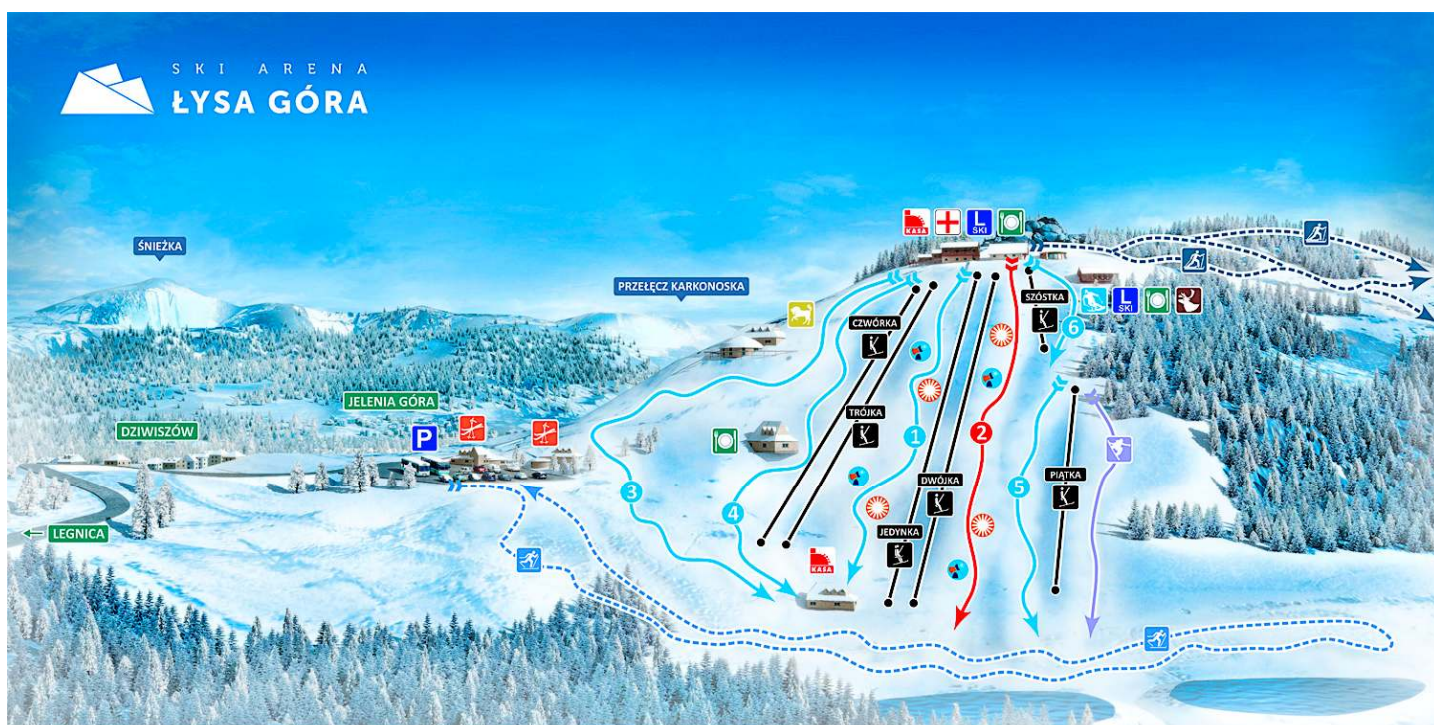 SKI ARENA
ŁYSA GÓRA
ŚNIEŻKA
PRZEŁĘCZ KARKONOSKA
JELENIA GÓRA
DZIWISZÓW
← LEGNICA
P
KASA
L
SKI
CZWÓRKA
SZÓSTKA
L
SKI
6
TRÓJKA
1
2
DWÓJKA
PIĄTKA
3
4
5
JEDYNKA
KASA